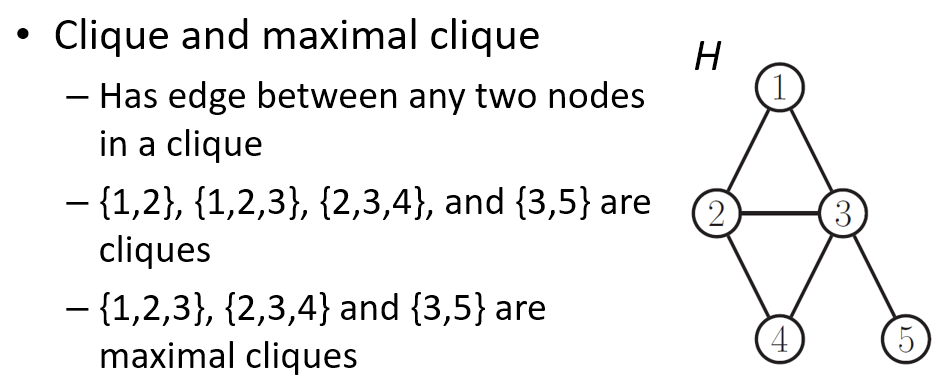 • Clique and maximal clique
– Has edge between any two nodes
in a clique
– {1,2}, {1,2,3}, {2,3,4}, and {3,5} are
cliques
– {1,2,3}, {2,3,4} and {3,5} are
maximal cliques
H
1
2 3
4 5